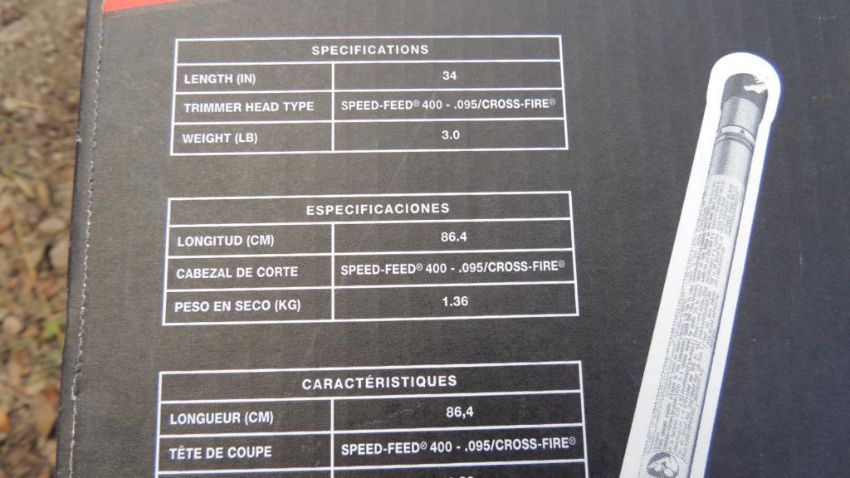 SPECIFICATIONS
LENGTH (IN) 34
TRIMMER HEAD TYPE SPEED-FEED® 400 - .095/CROSS-FIRE®
WEIGHT (LB) 3.0
ESPECIFICACIONES
LONGITUD (CM) 86.4
CABEZAL DE CORTE SPEED-FEED® 400 - .095/CROSS-FIRE®
PESO EN SECO (KG) 1.36
CARACTÉRISTIQUES
LONGUEUR (CM) 86,4
TÊTE DE COUPE SPEED-FEED® 400 - .095/CROSS-FIRE®